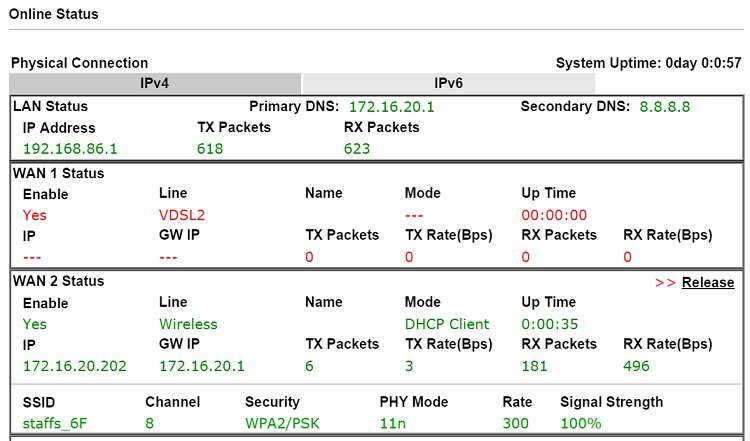 Online Status
Physical Connection System Uptime: 0day 0:0:57
IPv4 IPv6
LAN Status Primary DNS: 172.16.20.1 Secondary DNS: 8.8.8.8
IP Address TX Packets RX Packets
192.168.86.1 618 623
WAN 1 Status
Enable Line Name Mode Up Time
Yes VDSL2 --- 00:00:00
IP GW IP TX Packets TX Rate(Bps) RX Packets RX Rate(Bps)
--- --- 0 0 0 0
WAN 2 Status >> Release
Enable Line Name Mode Up Time
Yes Wireless DHCP Client 0:00:35
IP GW IP TX Packets TX Rate(Bps) RX Packets RX Rate(Bps)
172.16.20.202 172.16.20.1 6 3 181 496
SSID Channel Security PHY Mode Rate Signal Strength
staffs_6F 8 WPA2/PSK 11n 300 100%